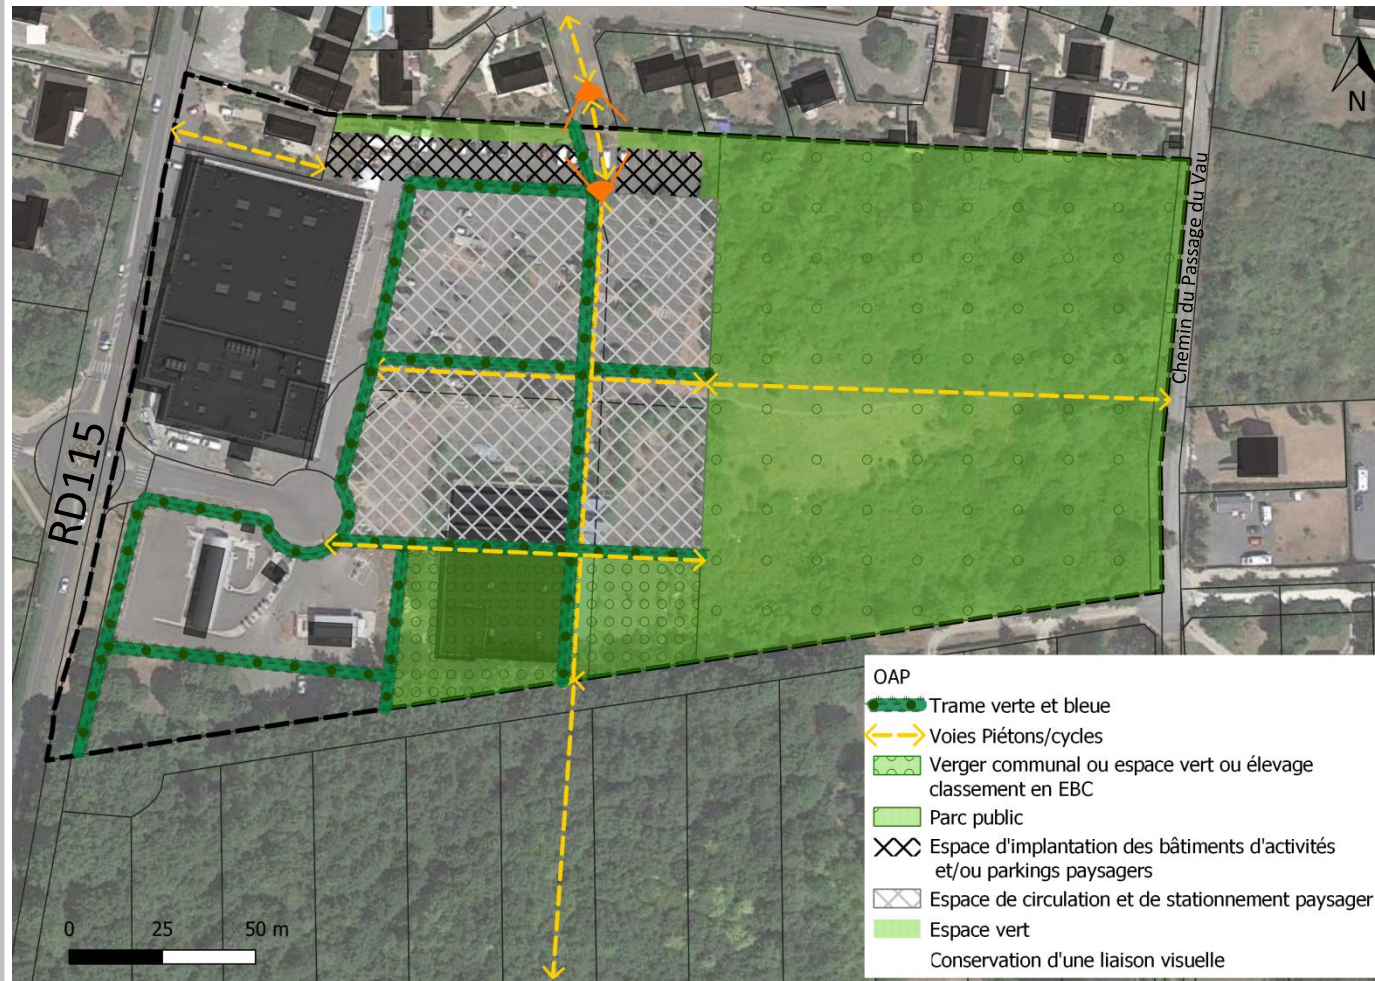 N
Chemin du Passage du Vau
RD115
0 25 50 m
OAP
Trame verte et bleue
Voies Piétons/cycles
Verger communal ou espace vert ou élevage
classement en EBC
Parc public
Espace d'implantation des bâtiments d'activités
et/ou parkings paysagers
Espace de circulation et de stationnement paysager
Espace vert
Conservation d'une liaison visuelle